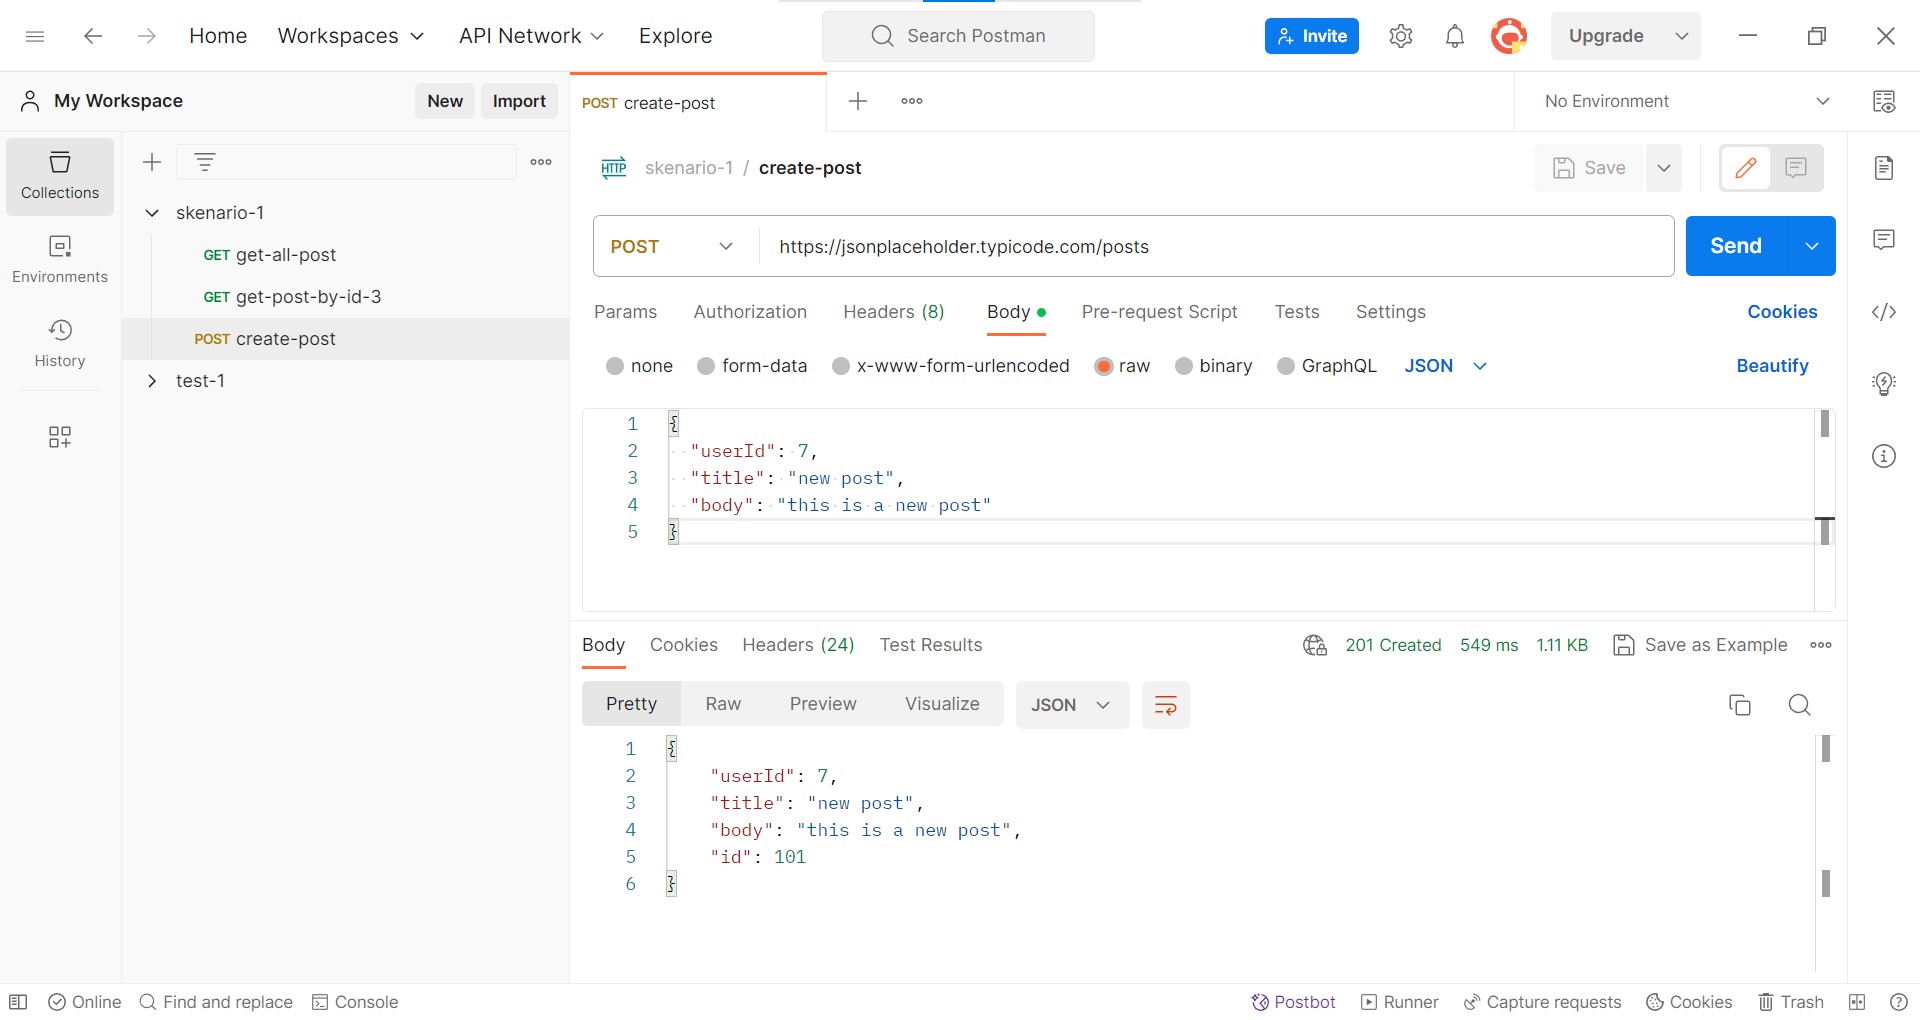 Home Workspaces API Network Explore Search Postman Invite Upgrade
My Workspace New Import POST create-post No Environment
Collections
Environments
History
skenario-1
GET get-all-post
GET get-post-by-id-3
POST create-post
test-1
HTTP skenario-1 / create-post Save
POST https://jsonplaceholder.typicode.com/posts Send
Params Authorization Headers (8) Body Pre-request Script Tests Settings Cookies
none form-data x-www-form-urlencoded raw binary GraphQL JSON Beautify
1 {
2 "userId": 7,
3 "title": "new post",
4 "body": "this is a new post"
5 }
Body Cookies Headers (24) Test Results 201 Created 549 ms 1.11 KB Save as Example
Pretty Raw Preview Visualize JSON
1 {
2 "userId": 7,
3 "title": "new post",
4 "body": "this is a new post",
5 "id": 101
6 }
Online Find and replace Console Postbot Runner Capture requests Cookies Trash